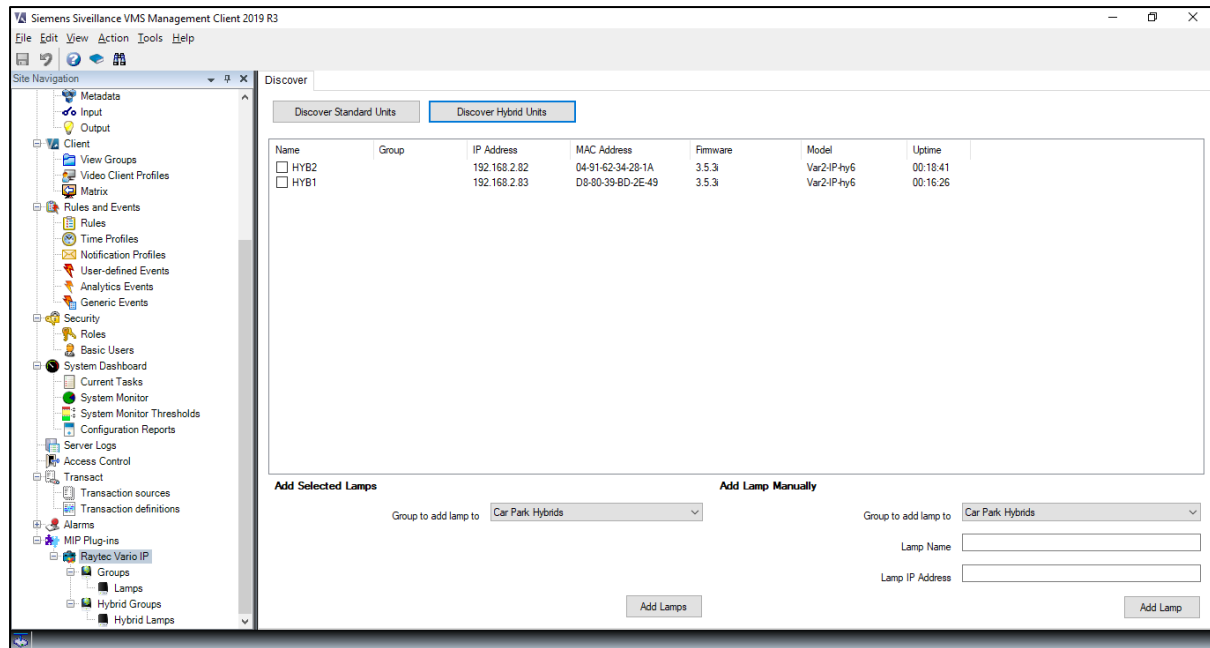 Siemens Siveillance VMS Management Client 2019 R3
File Edit View Action Tools Help
Site Navigation
Metadata
Input
Output
Client
View Groups
Video Client Profiles
Matrix
Rules and Events
Rules
Time Profiles
Notification Profiles
User-defined Events
Analytics Events
Generic Events
Security
Roles
Basic Users
System Dashboard
Current Tasks
System Monitor
System Monitor Thresholds
Configuration Reports
Server Logs
Access Control
Transact
Transaction sources
Transaction definitions
Alarms
MIP Plug-ins
Raytec Vario IP
Groups
Lamps
Hybrid Groups
Hybrid Lamps
Discover
Discover Standard Units Discover Hybrid Units
Name Group IP Address MAC Address Firmware Model Uptime
HYB2 192.168.2.82 04-91-62-34-28-1A 3.5.3i Var2-IP-hy6 00:18:41
HYB1 192.168.2.83 D8-80-39-BD-2E-49 3.5.3i Var2-IP-hy6 00:16:26
Add Selected Lamps
Group to add lamp to Car Park Hybrids
Add Lamps
Add Lamp Manually
Group to add lamp to Car Park Hybrids
Lamp Name
Lamp IP Address
Add Lamp